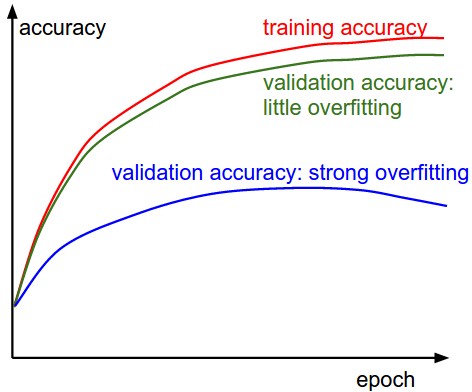 accuracy
training accuracy
validation accuracy:
little overfitting
validation accuracy: strong overfitting
epoch